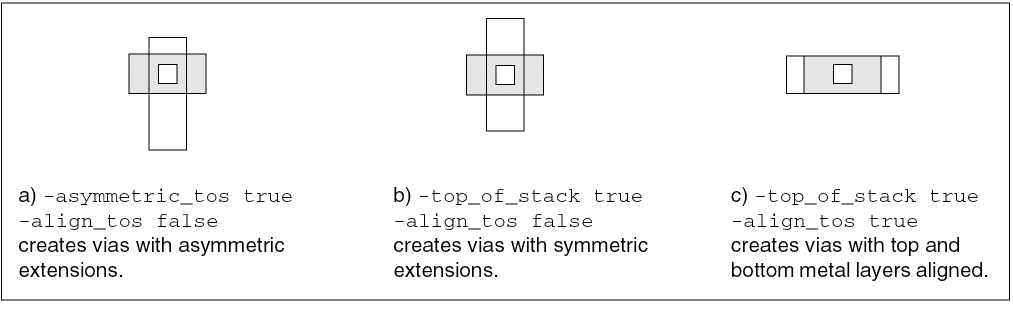 a) -asymmetric_tos true
-align_tos false
creates vias with asymmetric
extensions.
b) -top_of_stack true
-align_tos false
creates vias with symmetric
extensions.
c) -top_of_stack true
-align_tos true
creates vias with top and
bottom metal layers aligned.